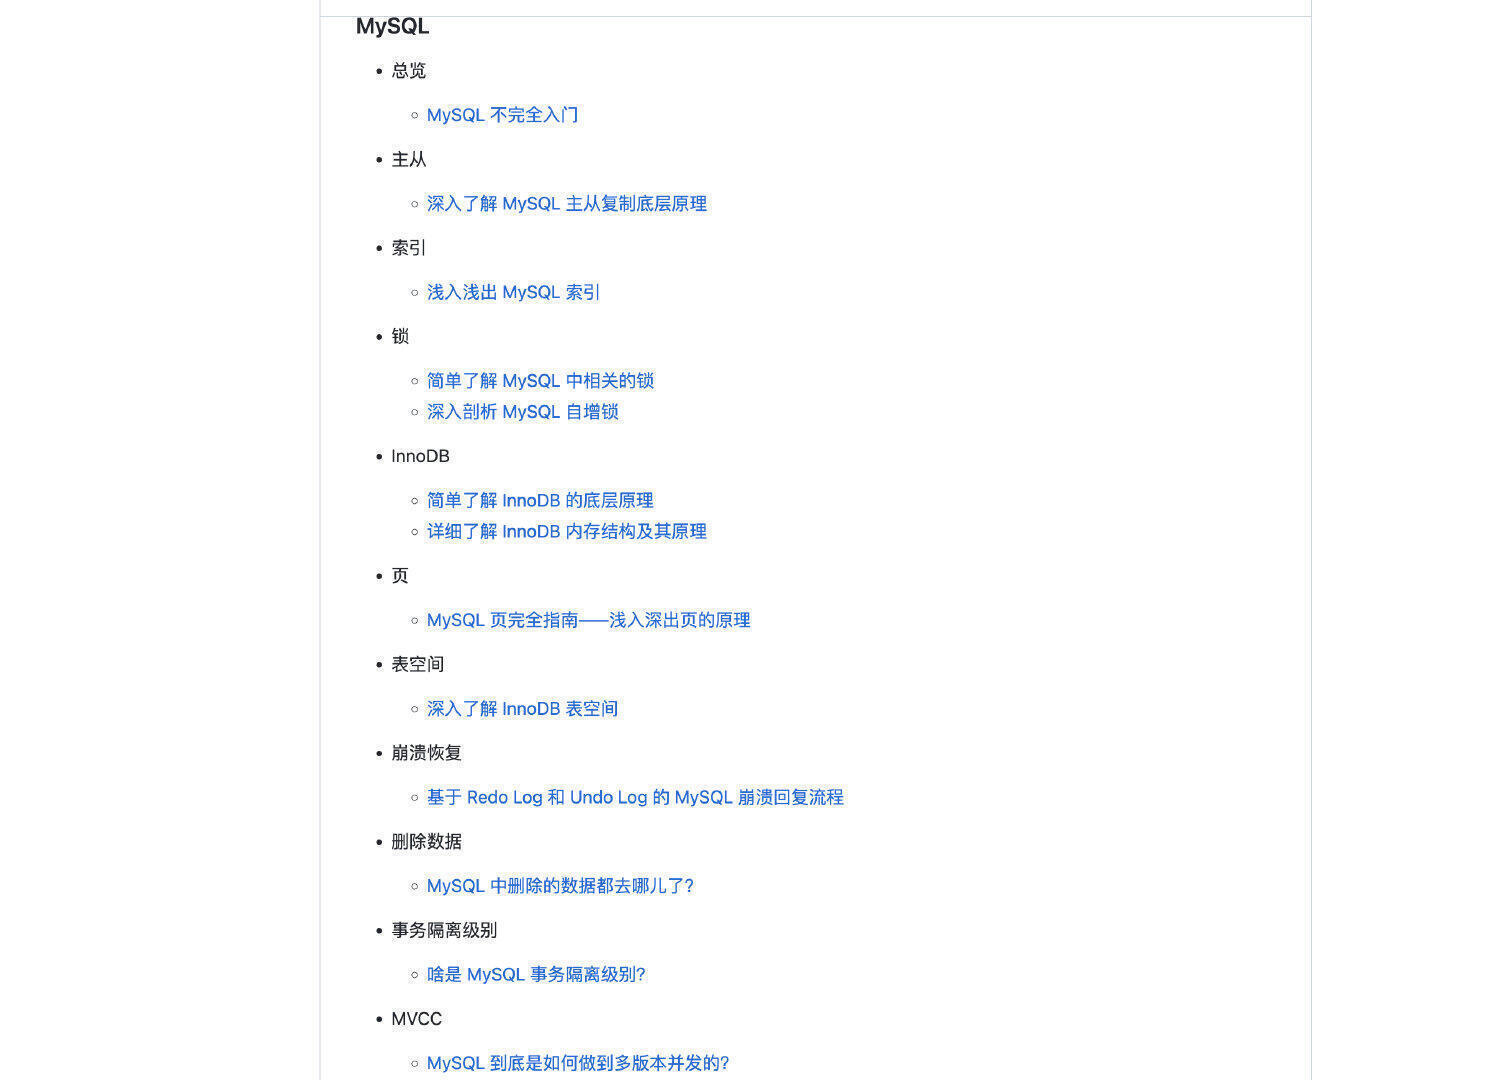 MySQL
总览
MySQL 不完全入门
主从
深入了解 MySQL 主从复制底层原理
索引
浅入浅出 MySQL 索引
锁
简单了解 MySQL 中相关的锁
深入剖析 MySQL 自增锁
InnoDB
简单了解 InnoDB 的底层原理
详细了解 InnoDB 内存结构及其原理
页
MySQL 页完全指南——浅入深出页的原理
表空间
深入了解 InnoDB 表空间
崩溃恢复
基于 Redo Log 和 Undo Log 的 MySQL 崩溃回复流程
删除数据
MySQL 中删除的数据都去哪儿了?
事务隔离级别
啥是 MySQL 事务隔离级别?
MVCC
MySQL 到底是如何做到多版本并发的?